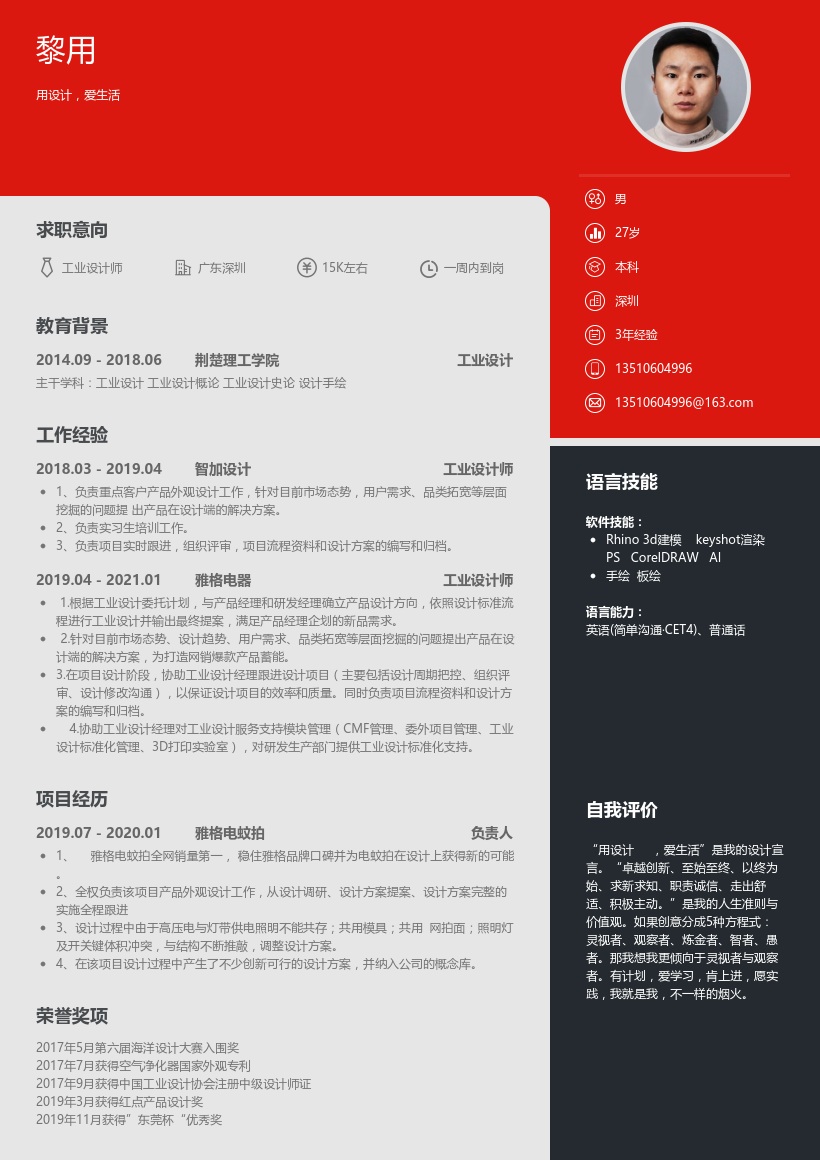 黎用
用设计，爱生活
求职意向
工业设计师 广东深圳 15K左右 一周内到岗
教育背景
2014.09 - 2018.06 荆楚理工学院 工业设计
主干学科：工业设计 工业设计概论 工业设计史论 设计手绘
工作经验
2018.03 - 2019.04 智加设计 工业设计师
1、负责重点客户产品外观设计工作，针对目前市场态势，用户需求、品类拓宽等层面
挖掘的问题提 出产品在设计端的解决方案。
2、负责实习生培训工作。
3、负责项目实时跟进，组织评审，项目流程资料和设计方案的编写和归档。
2019.04 - 2021.01 雅格电器 工业设计师
1.根据工业设计委托计划，与产品经理和研发经理确立产品设计方向，依照设计标准流
程进行工业设计并输出最终提案，满足产品经理企划的新品需求。
2.针对目前市场态势、设计趋势、用户需求、品类拓宽等层面挖掘的问题提出产品在设
计端的解决方案，为打造网销爆款产品蓄能。
3.在项目设计阶段，协助工业设计经理跟进设计项目（主要包括设计周期把控、组织评
审、设计修改沟通），以保证设计项目的效率和质量。同时负责项目流程资料和设计方
案的编写和归档。
4.协助工业设计经理对工业设计服务支持模块管理（CMF管理、委外项目管理、工业
设计标准化管理、3D打印实验室），对研发生产部门提供工业设计标准化支持。
项目经历
2019.07 - 2020.01 雅格电蚊拍 负责人
1、 雅格电蚊拍全网销量第一， 稳住雅格品牌口碑并为电蚊拍在设计上获得新的可能
。
2、全权负责该项目产品外观设计工作，从设计调研、设计方案提案、设计方案完整的
实施全程跟进
3、设计过程中由于高压电与灯带供电照明不能共存；共用模具；共用 网拍面；照明灯
及开关键体积冲突，与结构不断推敲，调整设计方案。
4、在该项目设计过程中产生了不少创新可行的设计方案，并纳入公司的概念库。
荣誉奖项
2017年5月第六届海洋设计大赛入围奖
2017年7月获得空气净化器国家外观专利
2017年9月获得中国工业设计协会注册中级设计师证
2019年3月获得红点产品设计奖
2019年11月获得”东莞杯“优秀奖
男
27岁
本科
深圳
3年经验
13510604996
13510604996@163.com
语言技能
软件技能：
Rhino 3d建模 keyshot渲染
PS CorelDRAW AI
手绘 板绘
语言能力：
英语(简单沟通·CET4)、普通话
自我评价
“用设计 ，爱生活”是我的设计宣
言。“卓越创新、至始至终、以终为
始、求新求知、职责诚信、走出舒
适、积极主动。”是我的人生准则与
价值观。如果创意分成5种方程式：
灵视者、观察者、炼金者、智者、愚
者。那我想我更倾向于灵视者与观察
者。有计划，爱学习，肯上进，愿实
践，我就是我，不一样的烟火。